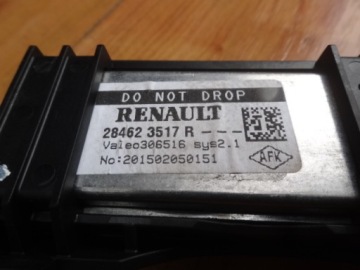 DO NOT DROP
RENAULT
28462 3517 R ---
Valeo306516 sys2.1
No:201502050151
AFK